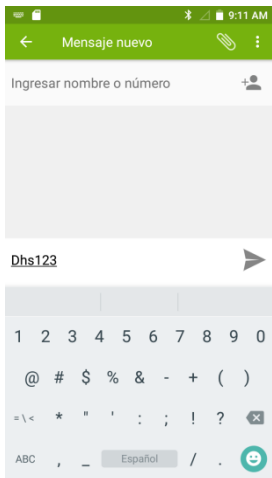 9:11 AM
Mensaje nuevo
Ingresar nombre o número
Dhs123
1 2 3 4 5 6 7 8 9 0
@ # $ % & - + ( )
= \ < * " ' : ; ! ?
ABC , _ Español / .